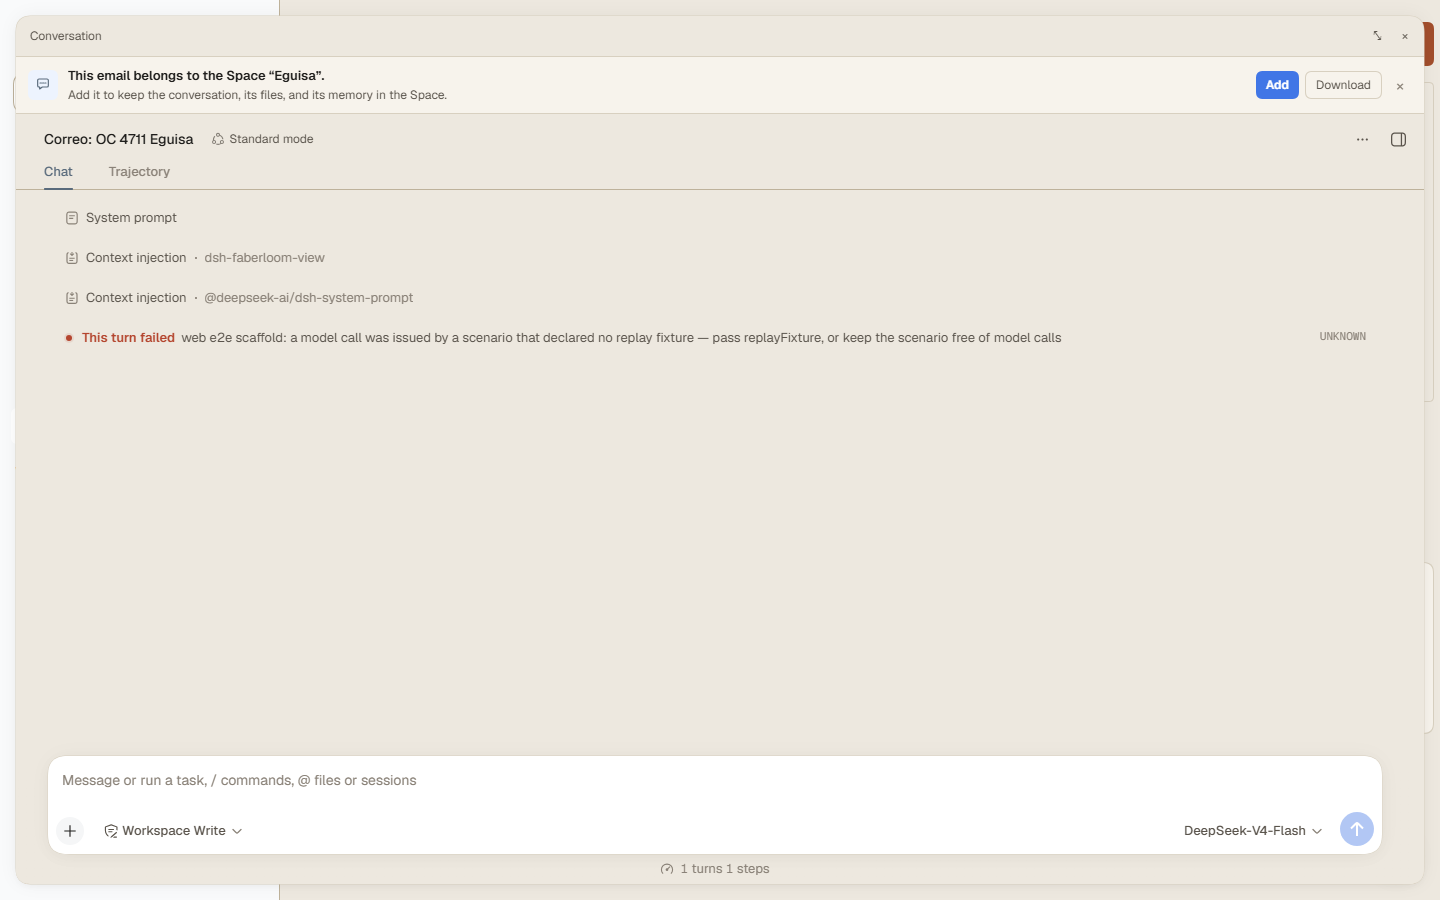 Conversation
This email belongs to the Space “Eguisa”.
Add it to keep the conversation, its files, and its memory in the Space.
Add
Download
Correo: OC 4711 Eguisa
Standard mode
Chat
Trajectory
System prompt
Context injection · dsh-faberloom-view
Context injection · @deepseek-ai/dsh-system-prompt
This turn failed web e2e scaffold: a model call was issued by a scenario that declared no replay fixture — pass replayFixture, or keep the scenario free of model calls
UNKNOWN
Message or run a task, / commands, @ files or sessions
Workspace Write
DeepSeek-V4-Flash
1 turns 1 steps